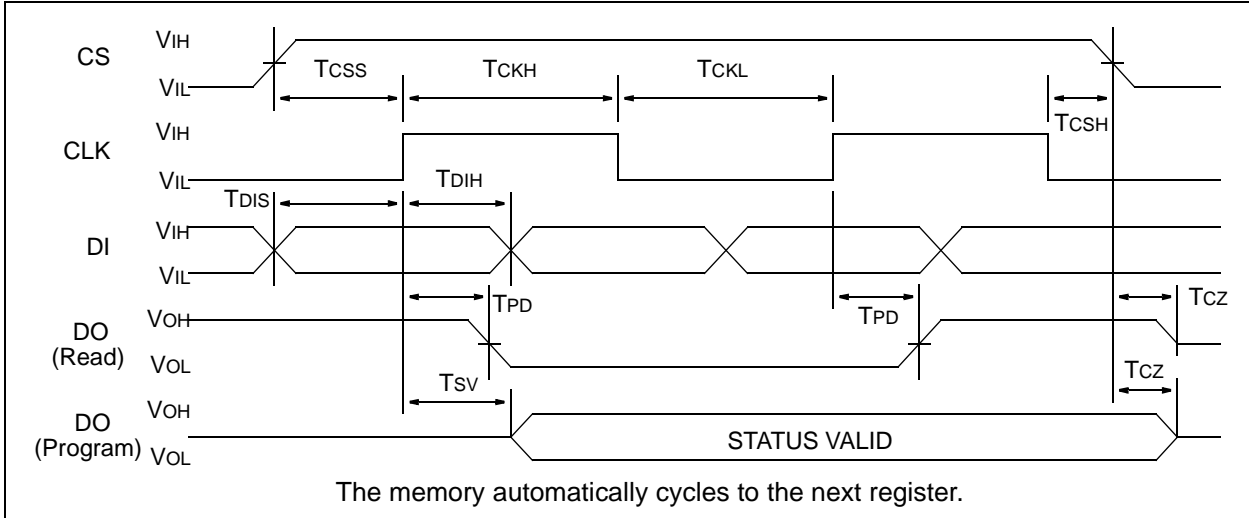 CS
VIH
VIL
TCSS
TCKH
TCKL
TCSH
CLK
VIH
VIL
TDIS
TDIH
DI
VIH
VIL
TPD
TPD
TCZ
DO
(Read)
VOH
VOL
TSV
TCZ
DO
(Program)
VOH
VOL
STATUS VALID
The memory automatically cycles to the next register.